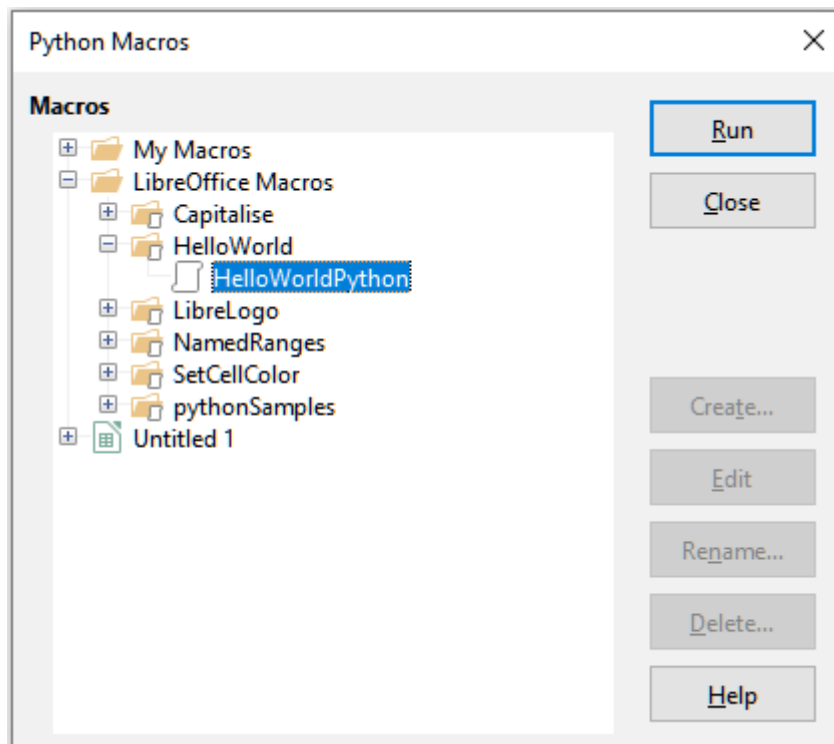 Python Macros
Macros
My Macros
LibreOffice Macros
Capitalise
HelloWorld
HelloWorldPython
LibreLogo
NamedRanges
SetCellColor
pythonSamples
Untitled 1
Run
Close
Create...
Edit
Rename...
Delete...
Help